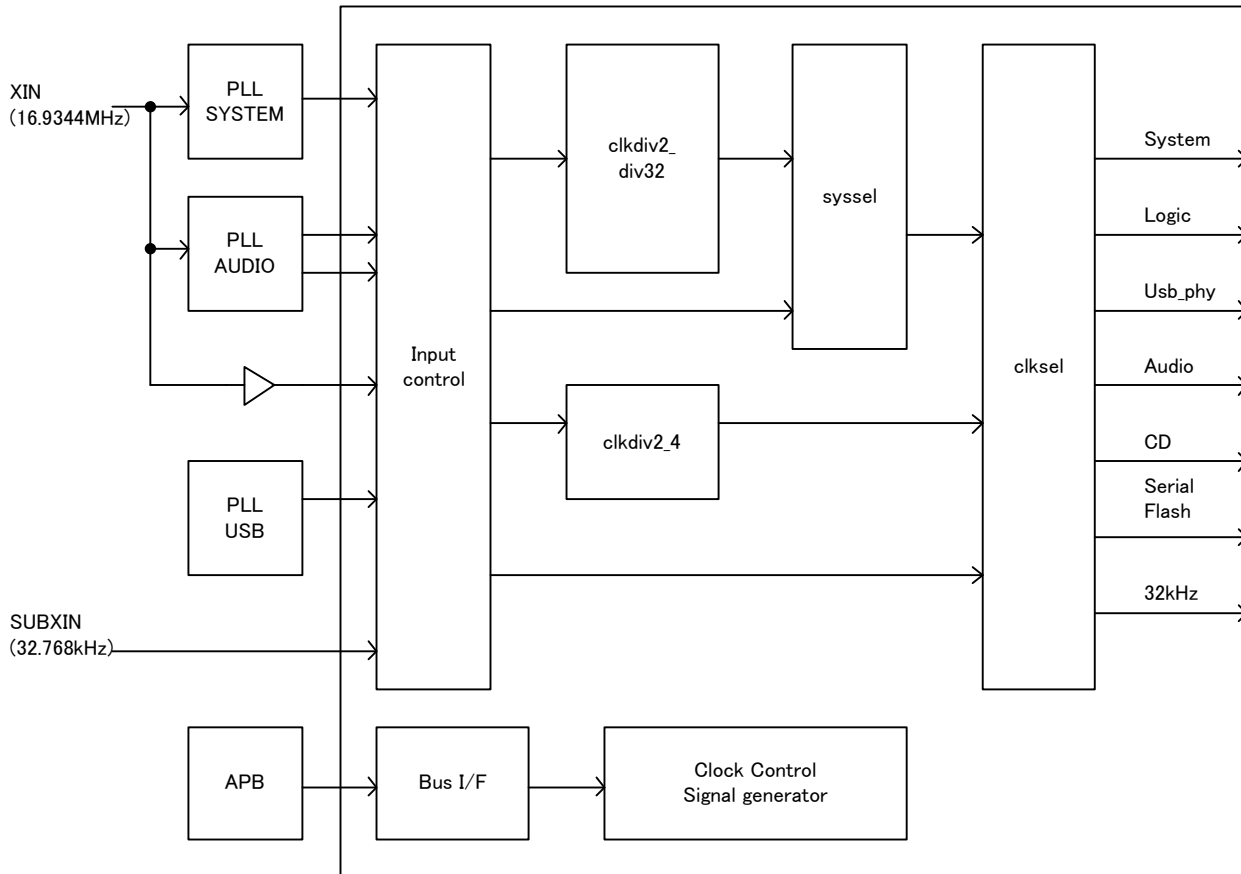 XIN
(16.9344MHz)
PLL
SYSTEM
PLL
AUDIO
PLL
USB
SUBXIN
(32.768kHz)
Input
control
clkdiv2_
div32
syssel
clkdiv2_4
clksel
System
Logic
Usb_phy
Audio
CD
Serial
Flash
32kHz
APB
Bus I/F
Clock Control
Signal generator